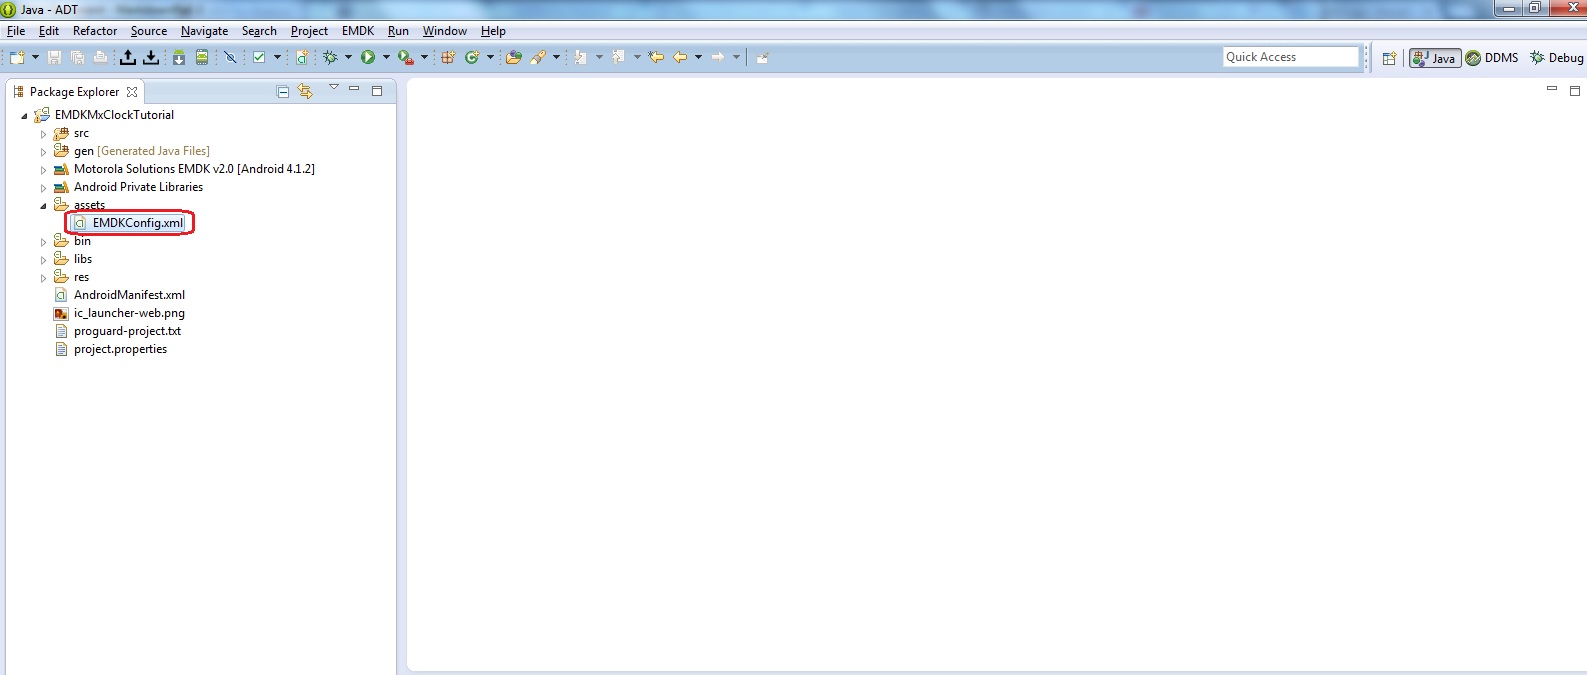 Java - ADT
File Edit Refactor Source Navigate Search Project EMDK Run Window Help
Quick Access
Java DDMS Debug
Package Explorer
EMDKMxClockTutorial
src
gen [Generated Java Files]
Motorola Solutions EMDK v2.0 [Android 4.1.2]
Android Private Libraries
assets
EMDKConfig.xml
bin
libs
res
AndroidManifest.xml
ic_launcher-web.png
proguard-project.txt
project.properties